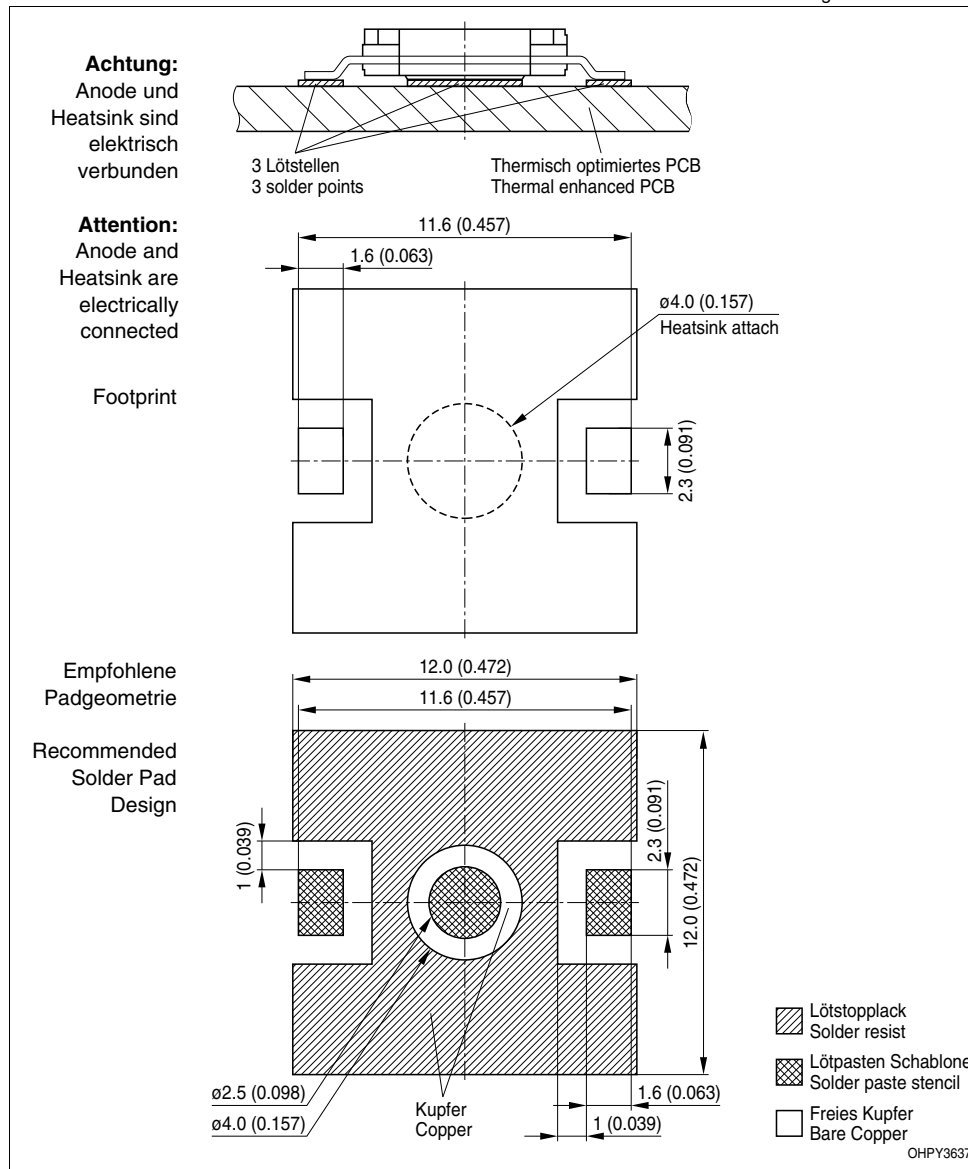 Achtung:
Anode und
Heatsink sind
elektrisch
verbunden
3 Lötstellen
3 solder points
Thermisch optimiertes PCB
Thermal enhanced PCB
Attention:
Anode and
Heatsink are
electrically
connected
11.6 (0.457)
1.6 (0.063)
ø4.0 (0.157)
Heatsink attach
Footprint
2.3 (0.091)
Empfohlene
Padgeometrie
12.0 (0.472)
11.6 (0.457)
Recommended
Solder Pad
Design
1 (0.039)
2.3 (0.091)
12.0 (0.472)
ø2.5 (0.098)
ø4.0 (0.157)
Kupfer
Copper
1.6 (0.063)
1 (0.039)
Lötstopplack
Solder resist
Lötpasten Schablone
Solder paste stencil
Freies Kupfer
Bare Copper
OHPY3637